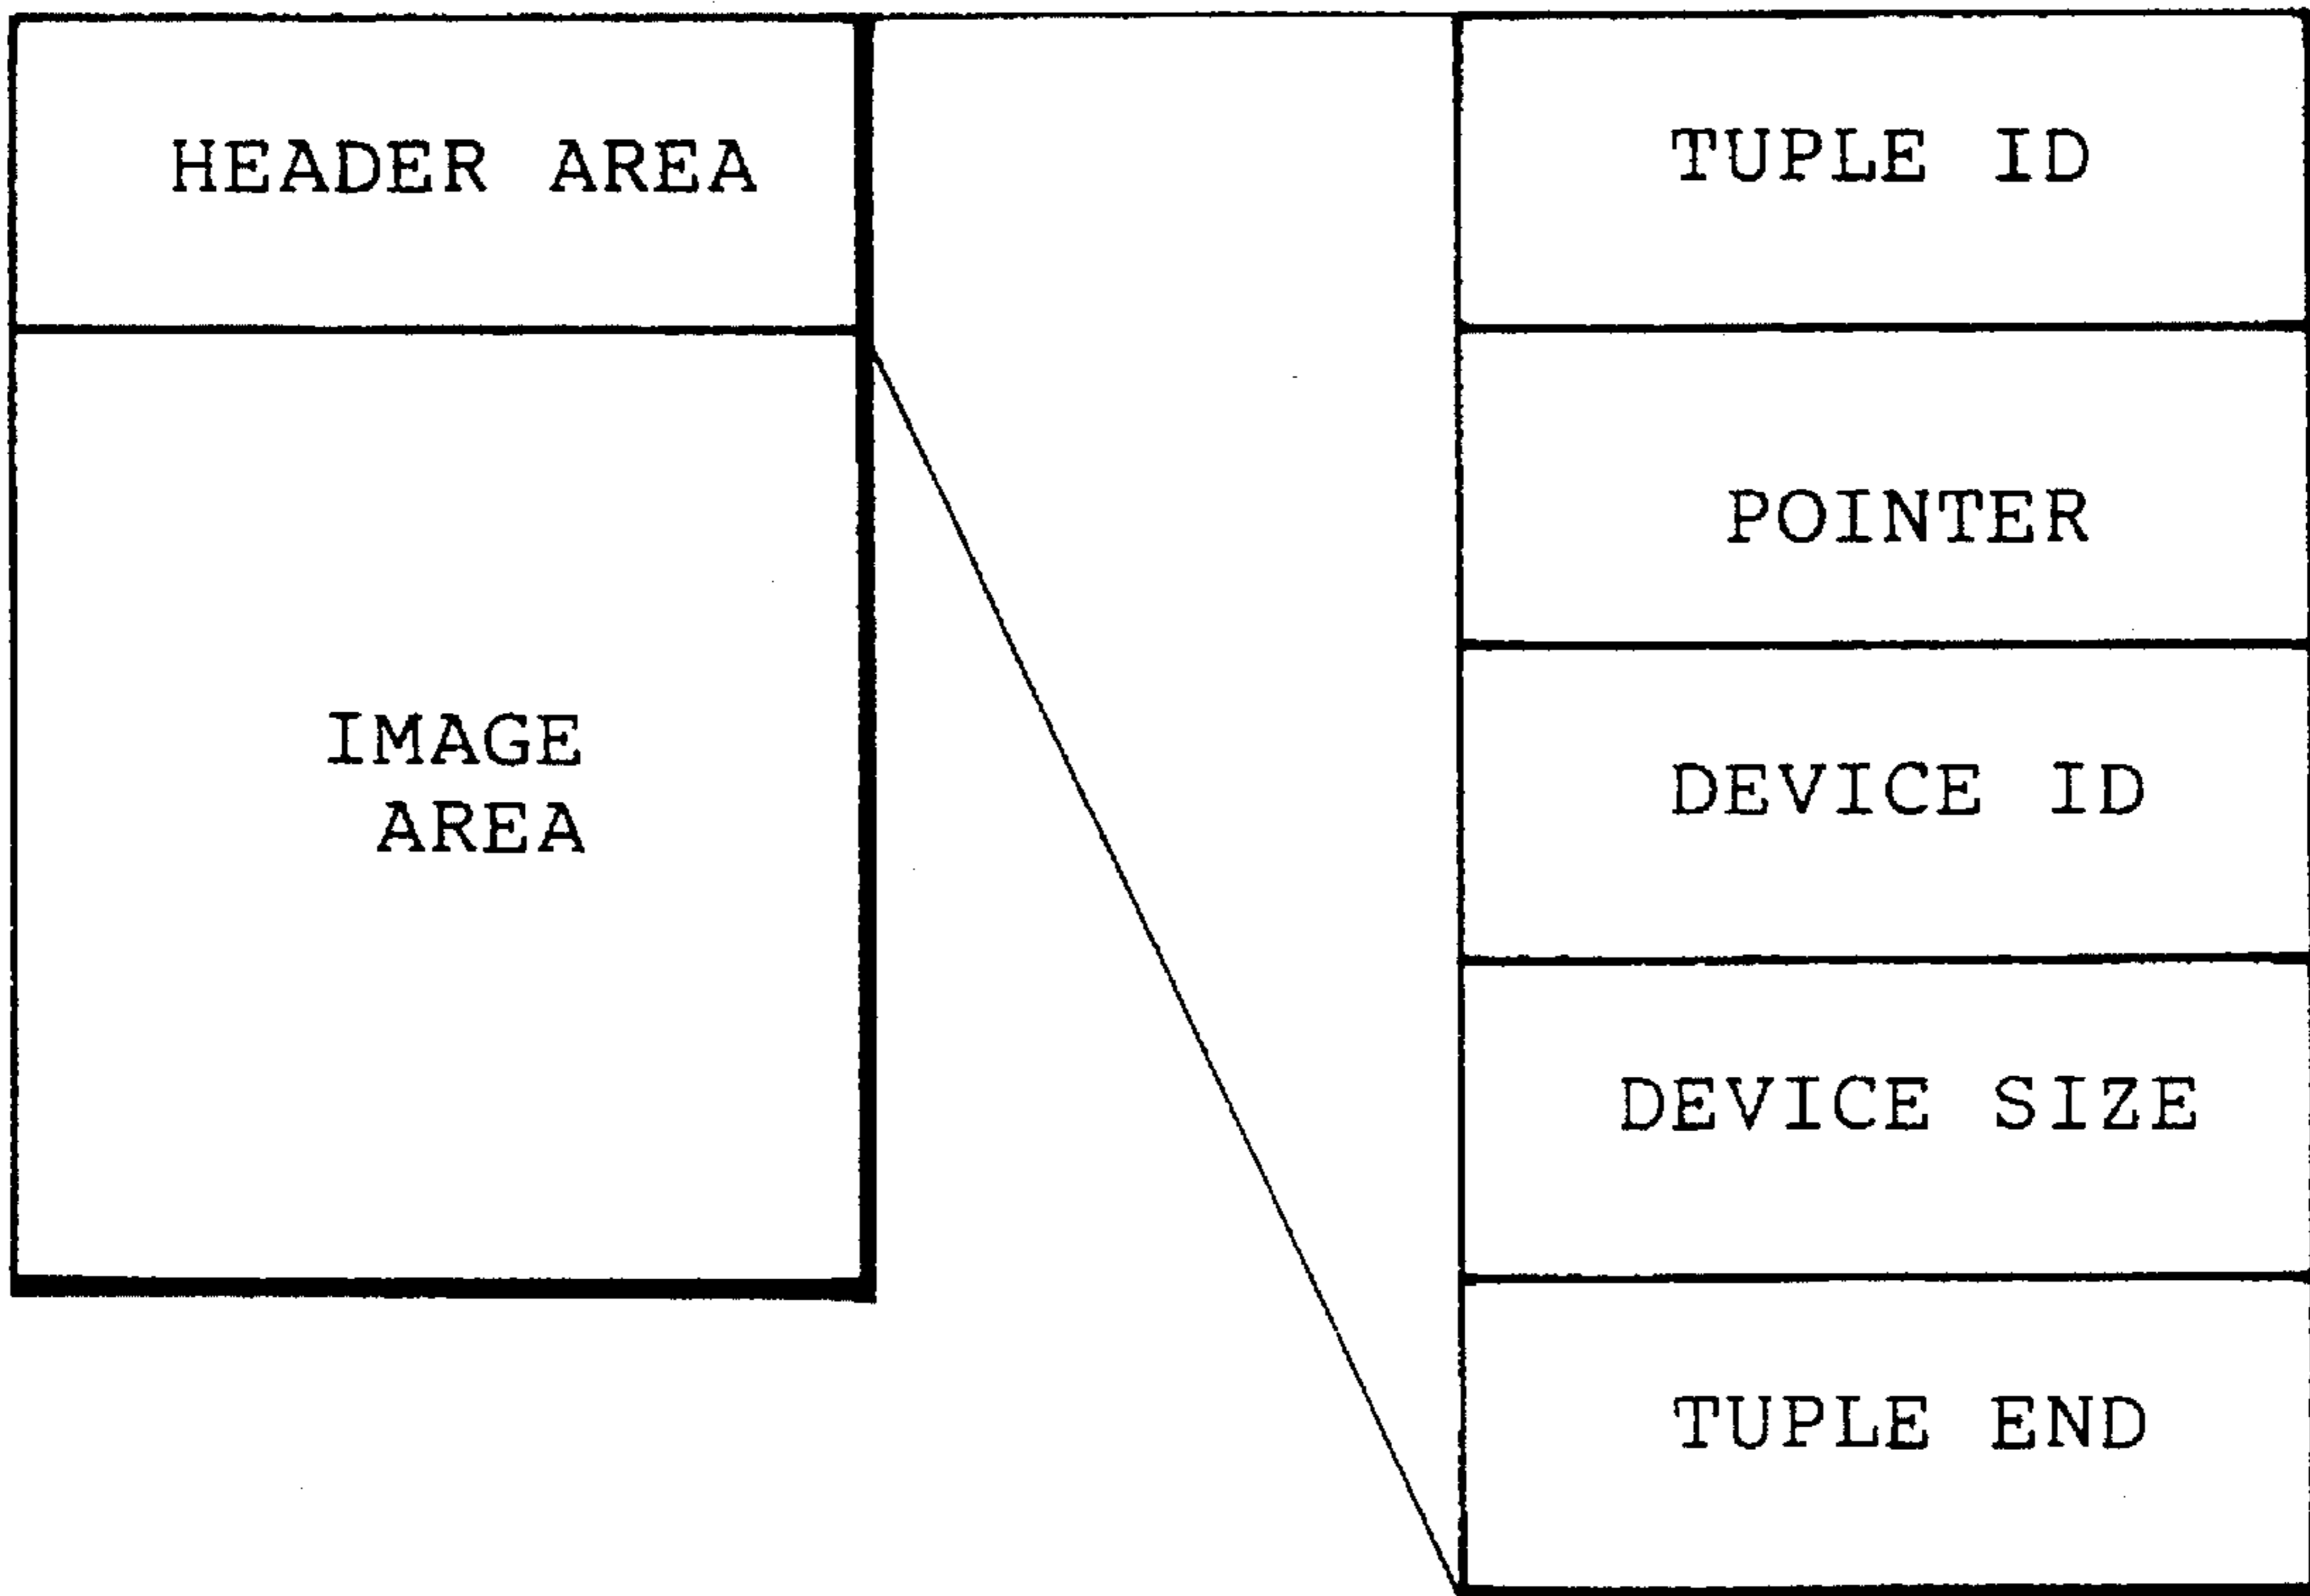 HEADER AREA
IMAGE
AREA
TUPLE ID
POINTER
DEVICE ID
DEVICE SIZE
TUPLE END